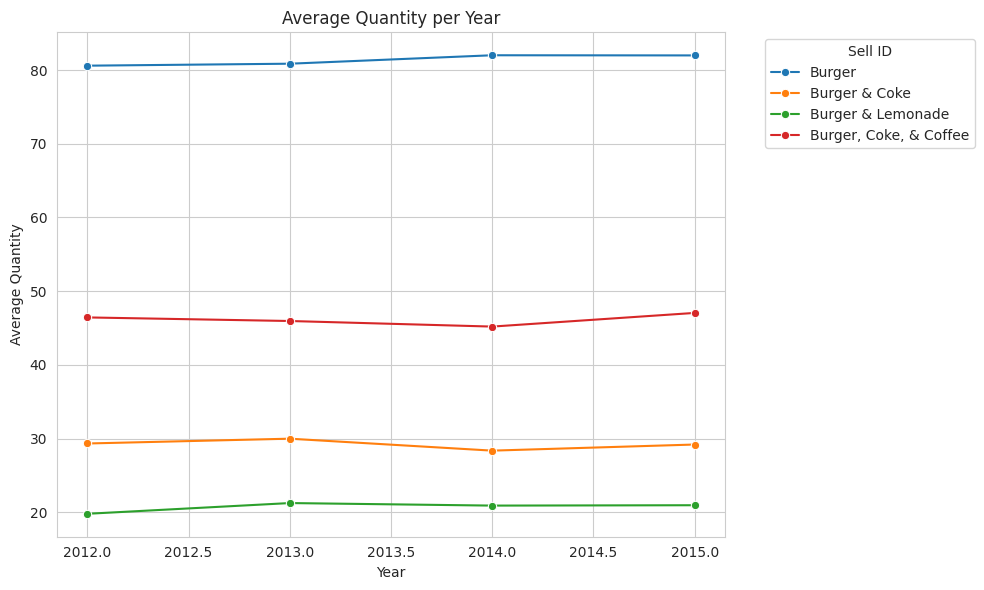 Average Quantity per Year
Average Quantity
80
70
60
50
40
30
20
2012.0 2012.5 2013.0 2013.5 2014.0 2014.5 2015.0
Year
Sell ID
Burger
Burger & Coke
Burger & Lemonade
Burger, Coke, & Coffee